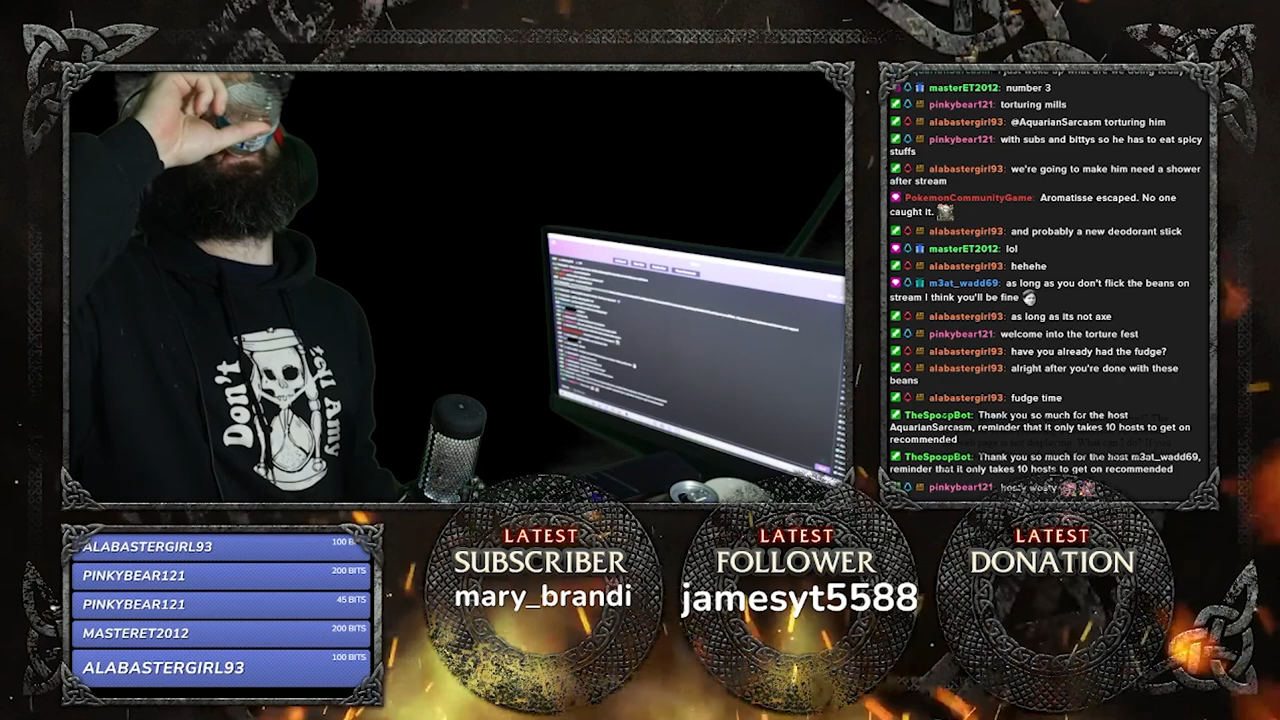 masterET2012: number 3
pinkybear121: torturing mills
alabastergirl93: @AquarianSarcasm torturing him
pinkybear121: with subs and bittys so he has to eat spicy
stuffs
alabastergirl93: we're going to make him need a shower
after stream
PokemonCommunityGame: Aromatisse escaped. No one
caught it.
alabastergirl93: and probably a new deodorant stick
masterET2012: lol
alabastergirl93: hehehe
m3at_wadd69: as long as you don't flick the beans on
stream I think you'll be fine
alabastergirl93: as long as its not axe
pinkybear121: welcome into the torture fest
alabastergirl93: have you already had the fudge?
alabastergirl93: alright after you're done with these
beans
alabastergirl93: fudge time
TheSpoopBot: Thank you so much for the host
AquarianSarcasm, reminder that it only takes 10 hosts to get on
recommended
TheSpoopBot: Thank you so much for the host m3at_wadd69,
reminder that it only takes 10 hosts to get on recommended
pinkybear121: hosty wosty
Don't
Tell Amy
ALABASTERGIRL93 100
PINKYBEAR121 200 BITS
PINKYBEAR121 45 BITS
MASTERET2012 200 BITS
ALABASTERGIRL93 100 BITS
LATEST
SUBSCRIBER
mary_brandi
LATEST
FOLLOWER
jamesyt5588
LATEST
DONATION